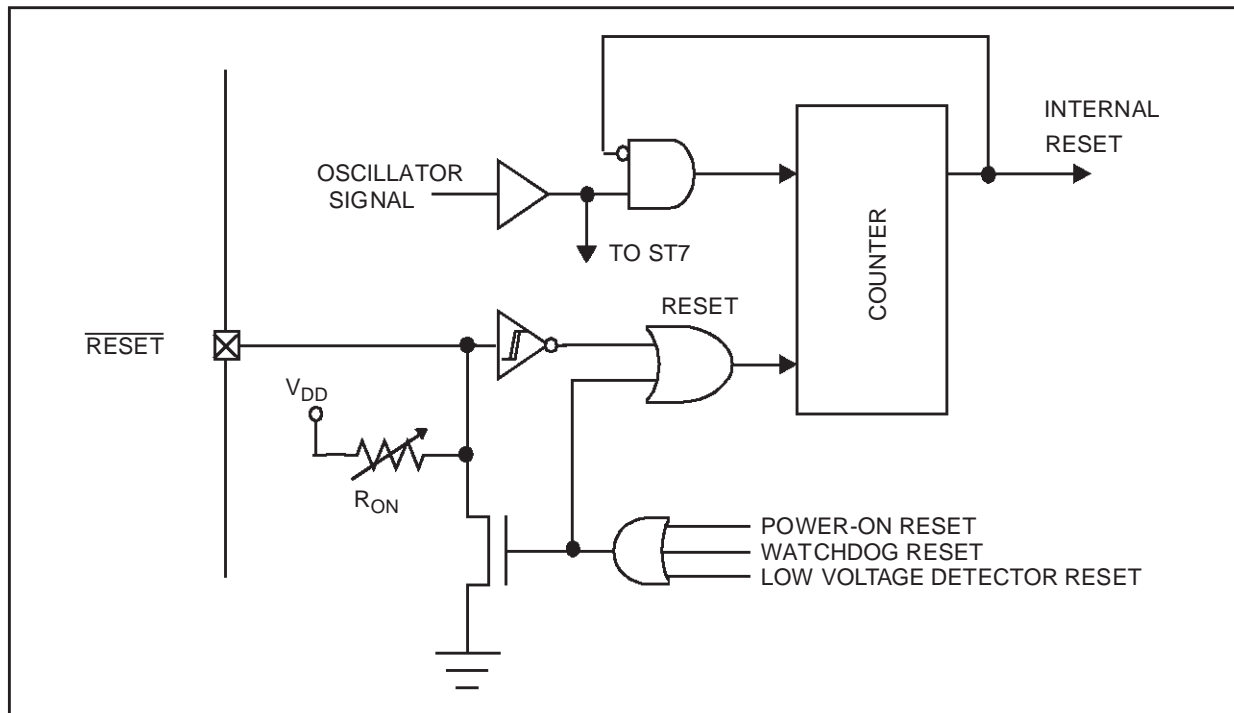 INTERNAL
RESET
OSCILLATOR
SIGNAL
TO ST7
COUNTER
RESET
RESET
VDD
RON
POWER-ON RESET
WATCHDOG RESET
LOW VOLTAGE DETECTOR RESET